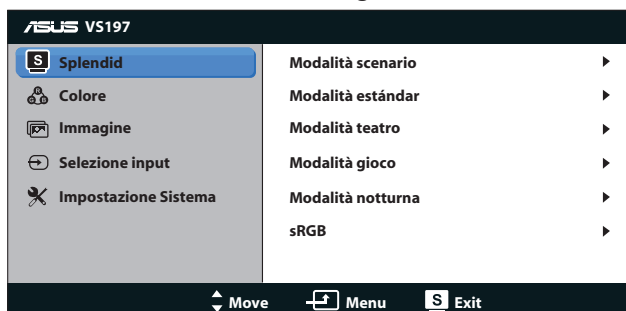 ASUS VS197
S Splendid
Colore
Immagine
Selezione input
Impostazione Sistema
Modalità scenario
Modalità estándar
Modalità teatro
Modalità gioco
Modalità notturna
sRGB
Move Menu S Exit